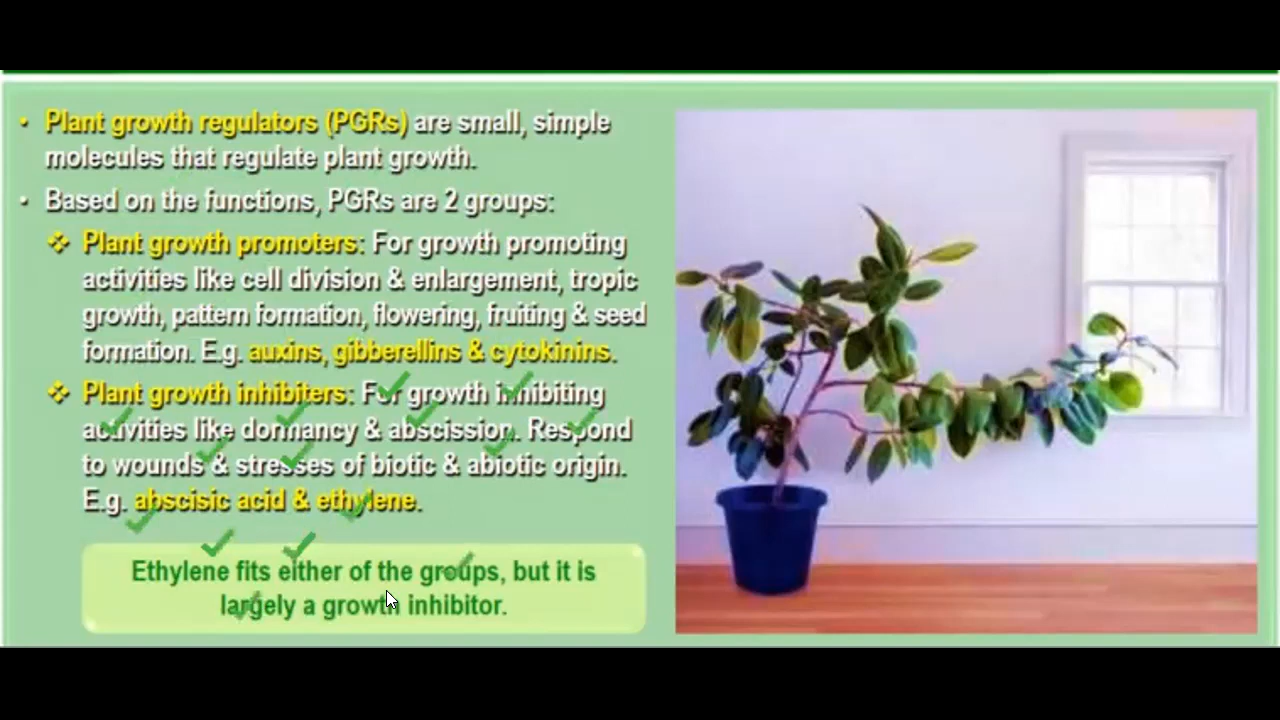 • Plant growth regulators (PGRs) are small, simple
molecules that regulate plant growth.
• Based on the functions, PGRs are 2 groups:
❖ Plant growth promoters: For growth promoting
activities like cell division & enlargement, tropic
growth, pattern formation, flowering, fruiting & seed
formation. E.g. auxins, gibberellins & cytokinins.
❖ Plant growth inhibiters: For growth inhibiting
activities like dormancy & abscission. Respond
to wounds & stresses of biotic & abiotic origin.
E.g. abscisic acid & ethylene.
Ethylene fits either of the groups, but it is
largely a growth inhibitor.